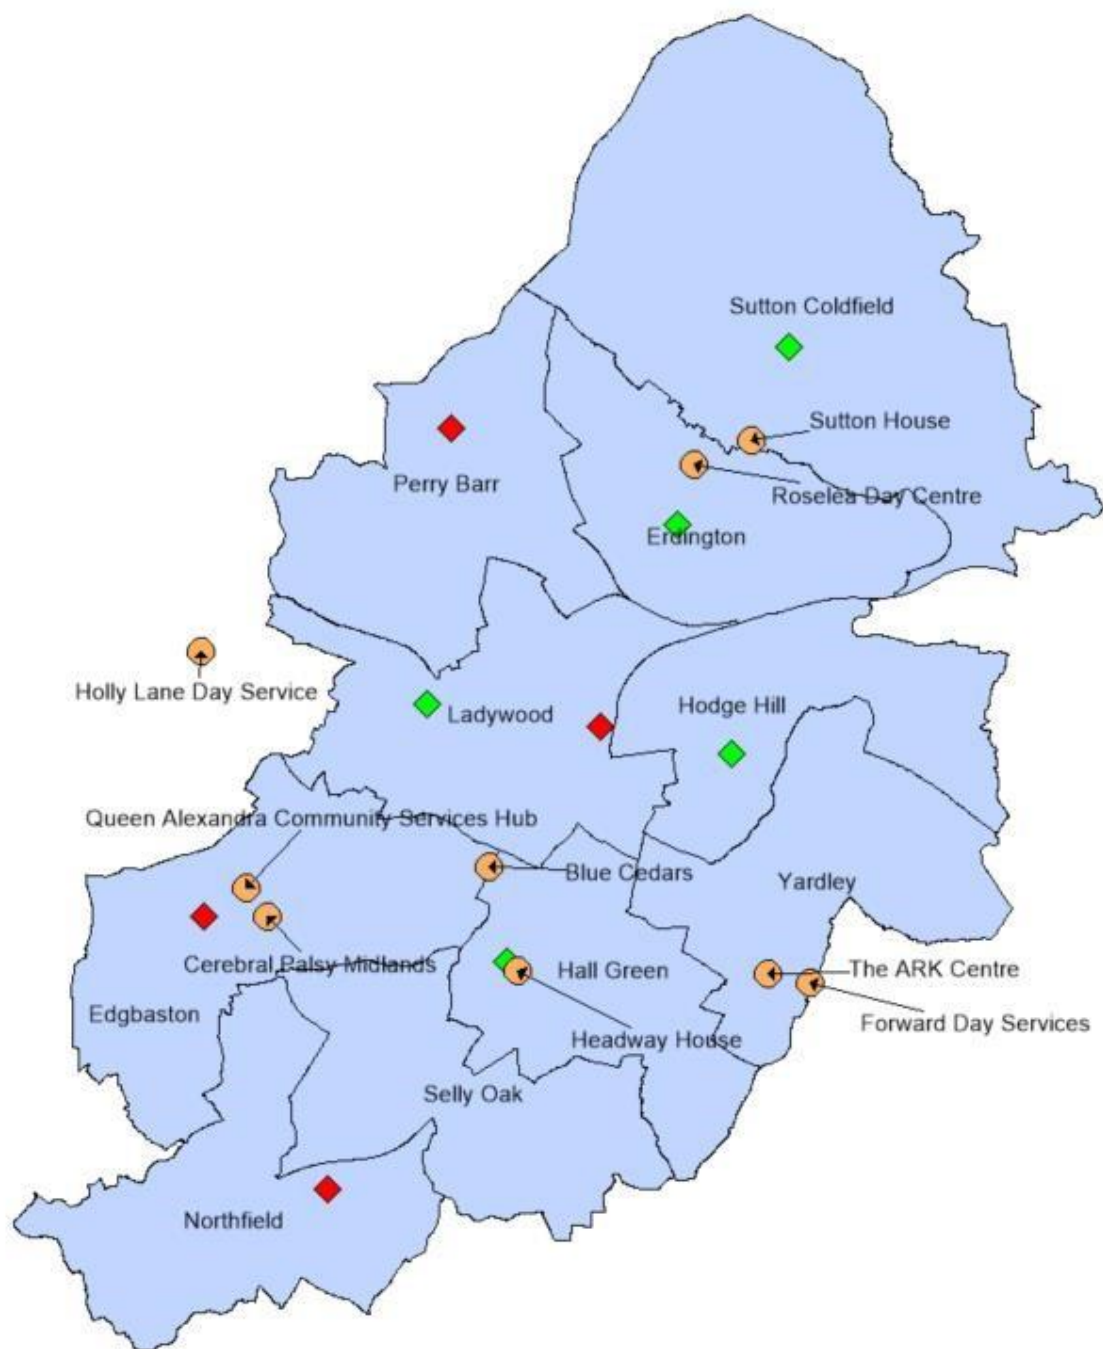 Sutton Coldfield
Sutton House
Perry Barr
Roselea Day Centre
Erdington
Holly Lane Day Service
Ladywood
Hodge Hill
Queen Alexandra Community Services Hub
Blue Cedars
Yardley
Cerebral Palsy Midlands
Hall Green
The ARK Centre
Edgbaston
Forward Day Services
Headway House
Selly Oak
Northfield